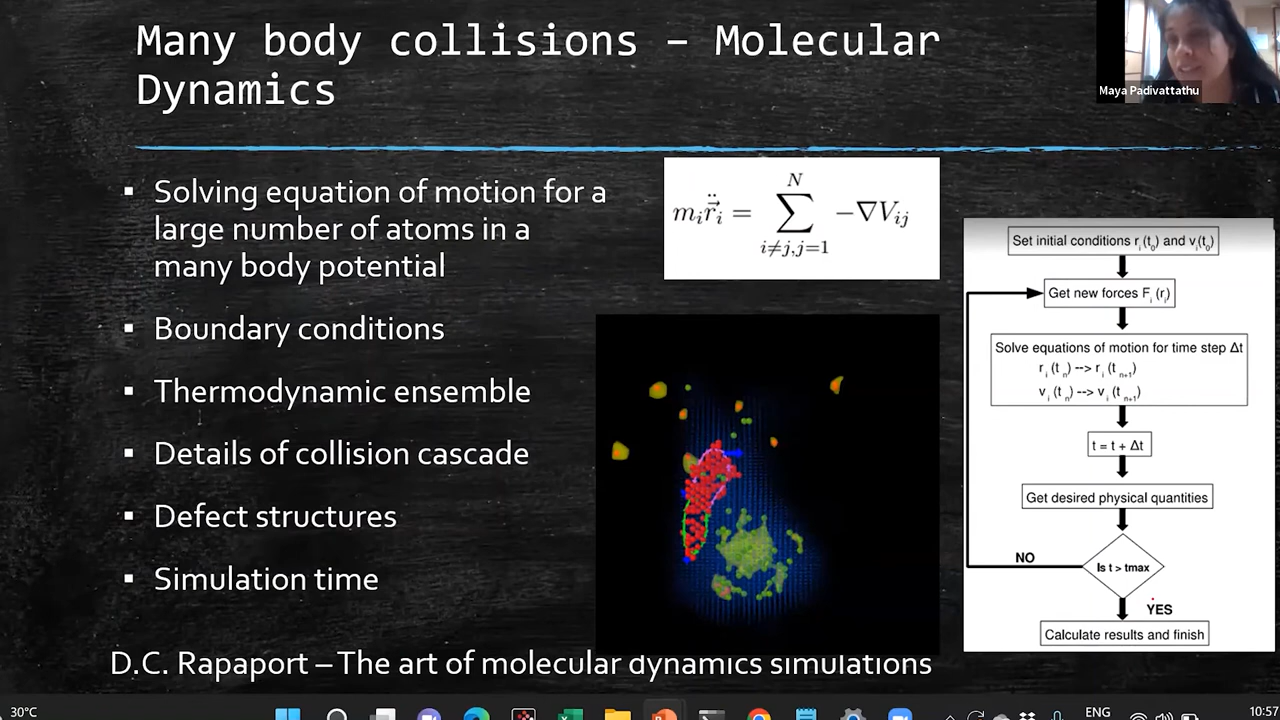 Many body collisions – Molecular
Dynamics
Maya Padivattathu
▪ Solving equation of motion for a
large number of atoms in a
many body potential
▪ Boundary conditions
▪ Thermodynamic ensemble
▪ Details of collision cascade
▪ Defect structures
▪ Simulation time
D.C. Rapaport – The art of molecular dynamics simulations
N
m_i r̈⃗_i = ∑ −∇V_ij
i≠j,j=1
Set initial conditions r_i(t_0) and v_i(t_0)
Get new forces F_i (r_i)
Solve equations of motion for time step Δt
r_i (t_n) --> r_i (t_n+1)
v_i (t_n) --> v_i (t_n+1)
t = t + Δt
Get desired physical quantities
NO
Is t > tmax
YES
Calculate results and finish
30°C
ENG
10:57